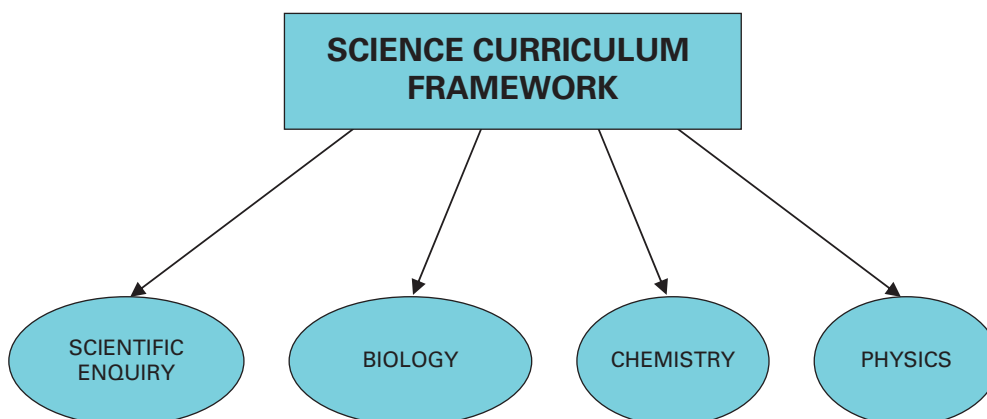 SCIENCE CURRICULUM
FRAMEWORK
SCIENTIFIC
ENQUIRY
BIOLOGY
CHEMISTRY
PHYSICS